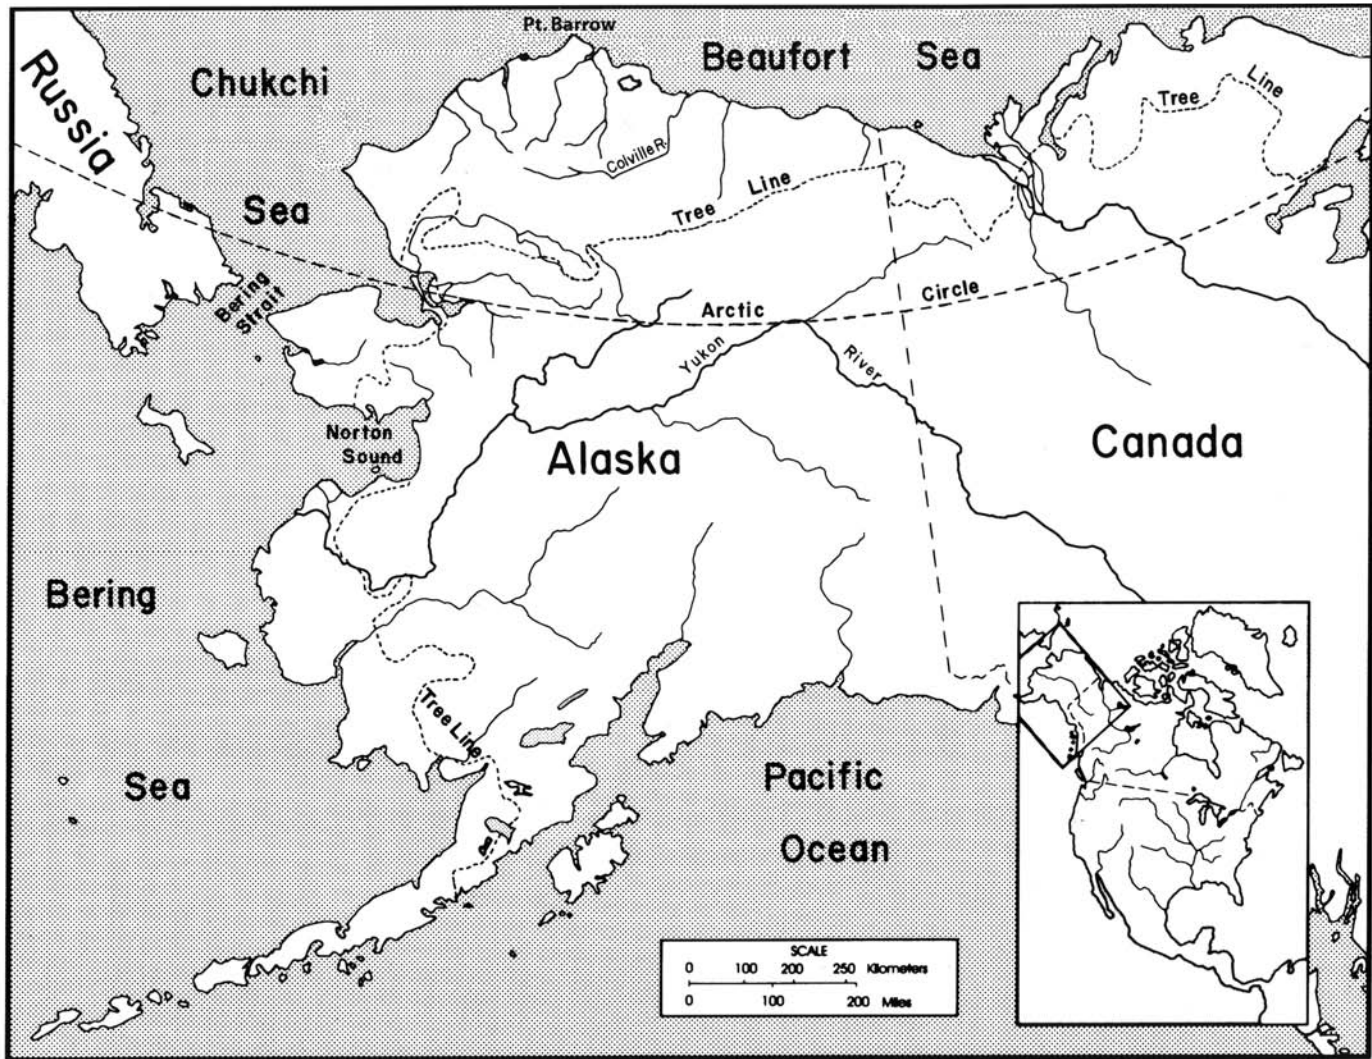 Pt. Barrow
Beaufort Sea
Chukchi
Sea
Russia
Tree Line
Colville R.
Tree Line
Bering
Strait
Arctic Circle
Yukon River
Norton
Sound
Alaska
Canada
Bering
Sea
Tree Line
Pacific
Ocean
SCALE
0 100 200 250 Kilometers
0 100 200 Miles